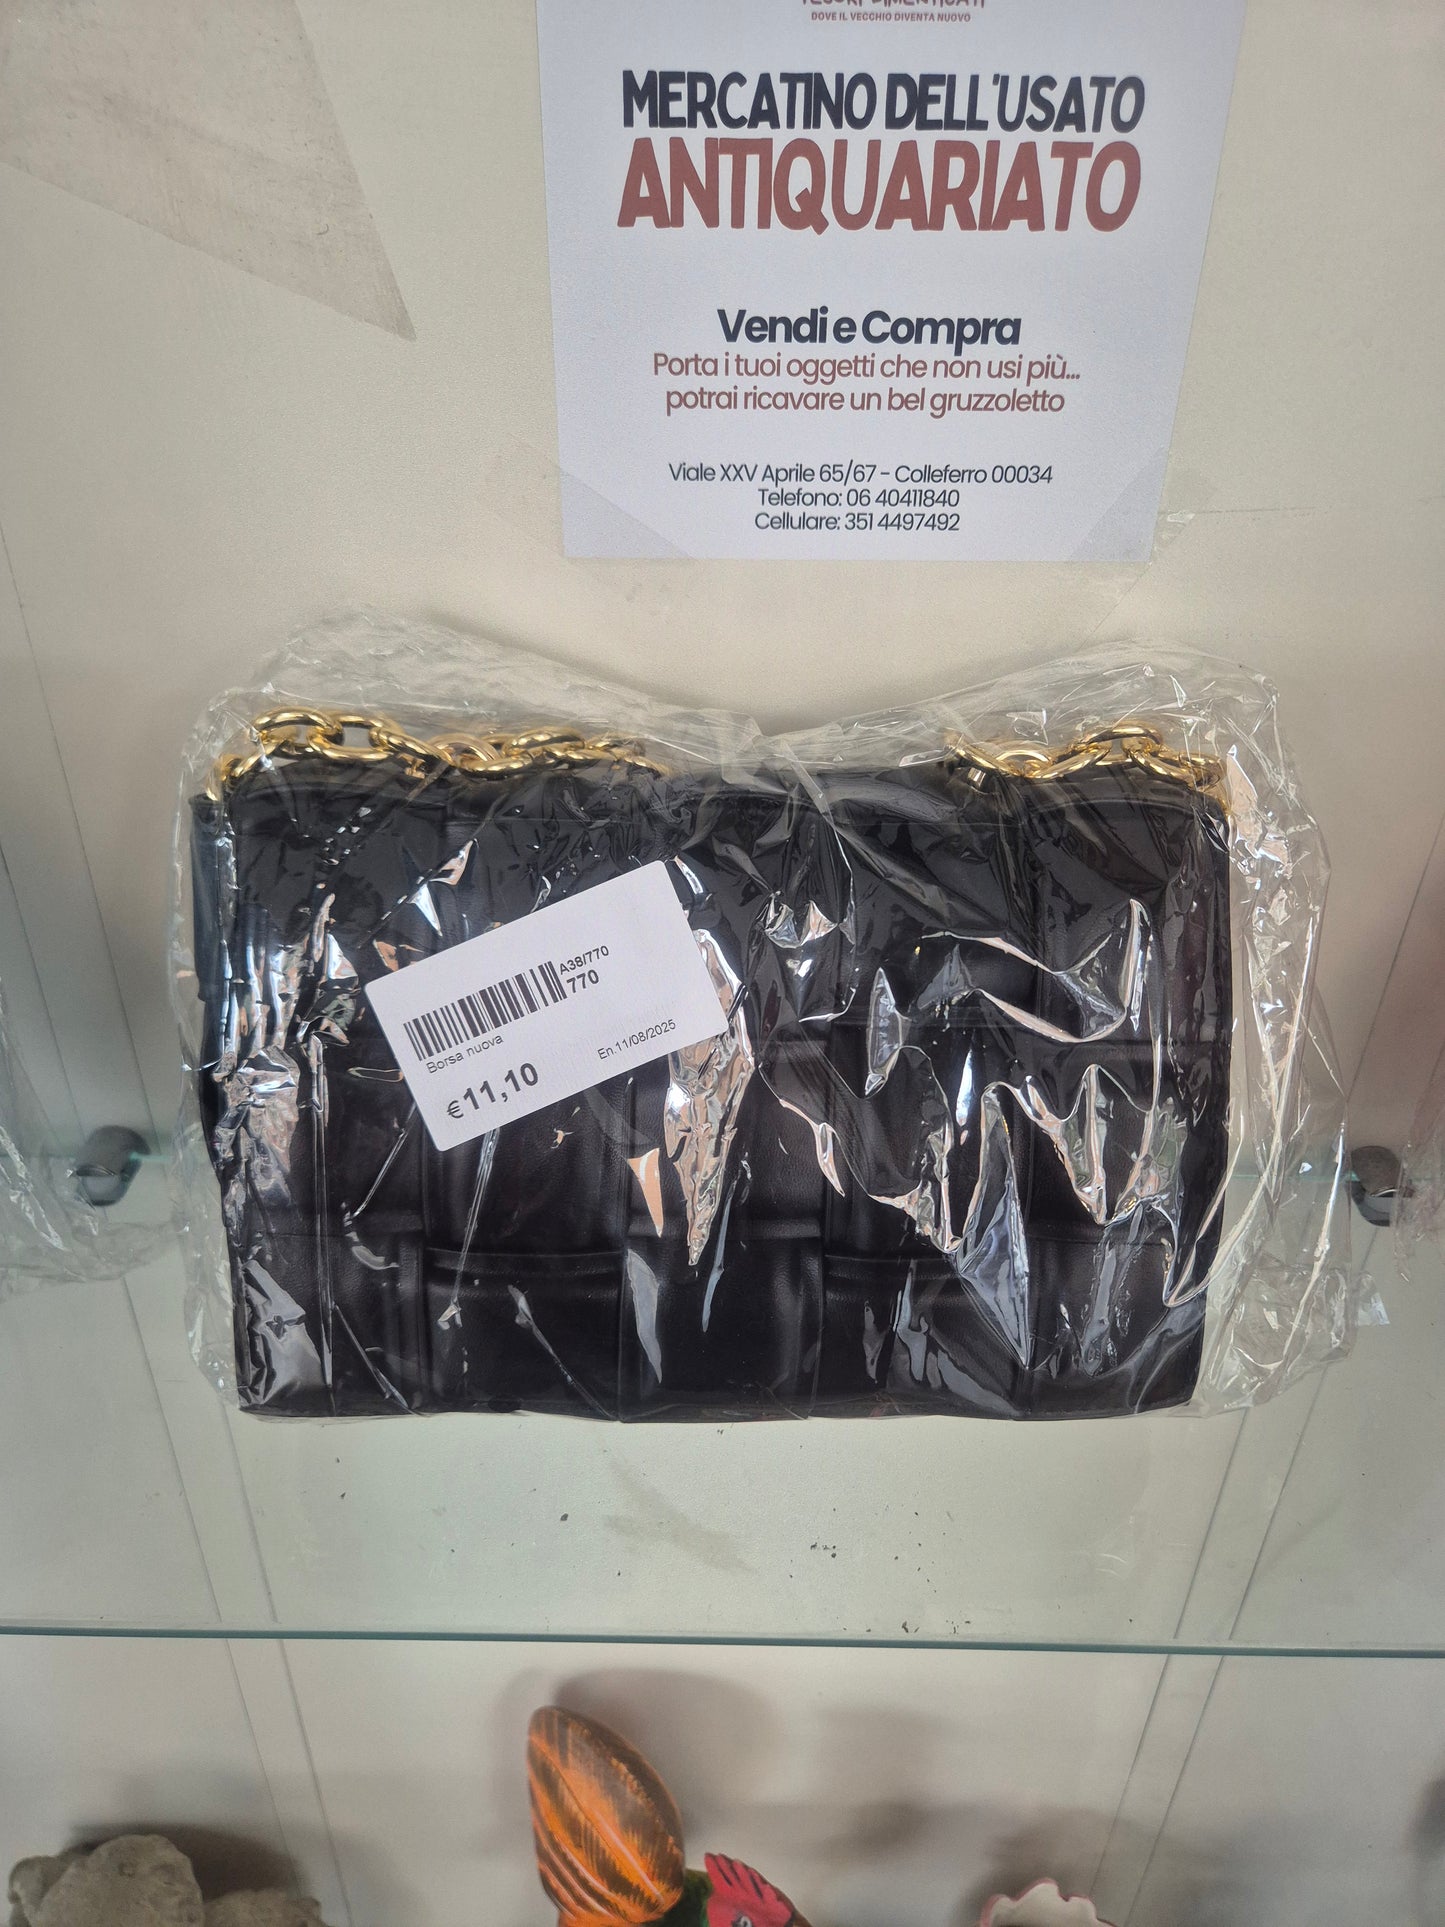 TESORI DIMENTICATI
DOVE IL VECCHIO DIVENTA NUOVO
MERCATINO DELL'USATO
ANTIQUARIATO
Vendi e Compra
Porta i tuoi oggetti che non usi più...
potrai ricavare un bel gruzzoletto
Viale XXV Aprile 65/67 - Colleferro 00034
Telefono: 06 40411840
Cellulare: 351 4497492
A38/770
770
Borsa nuova
En.11/08/2025
€11,10